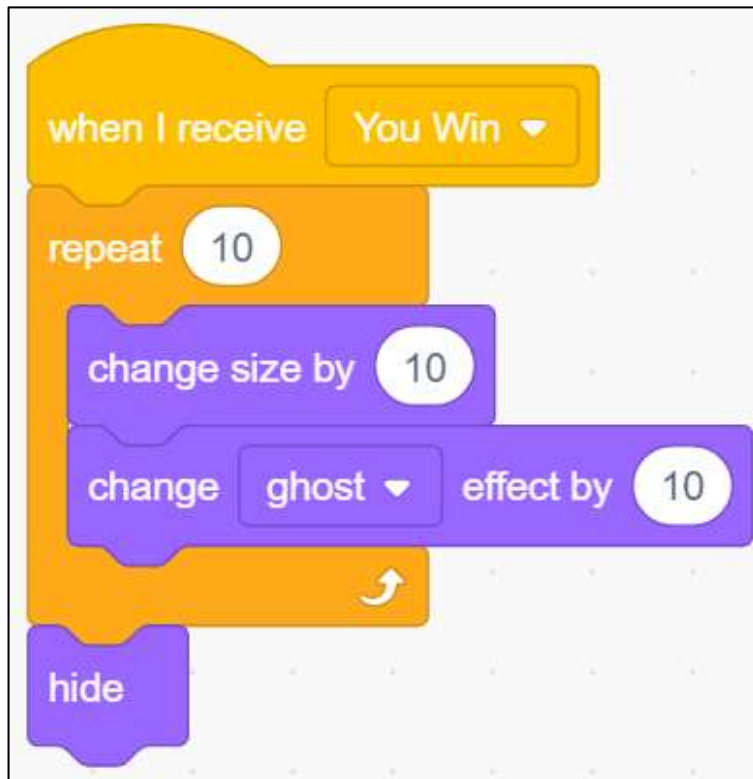 when I receive You Win
repeat 10
change size by 10
change ghost effect by 10
hide